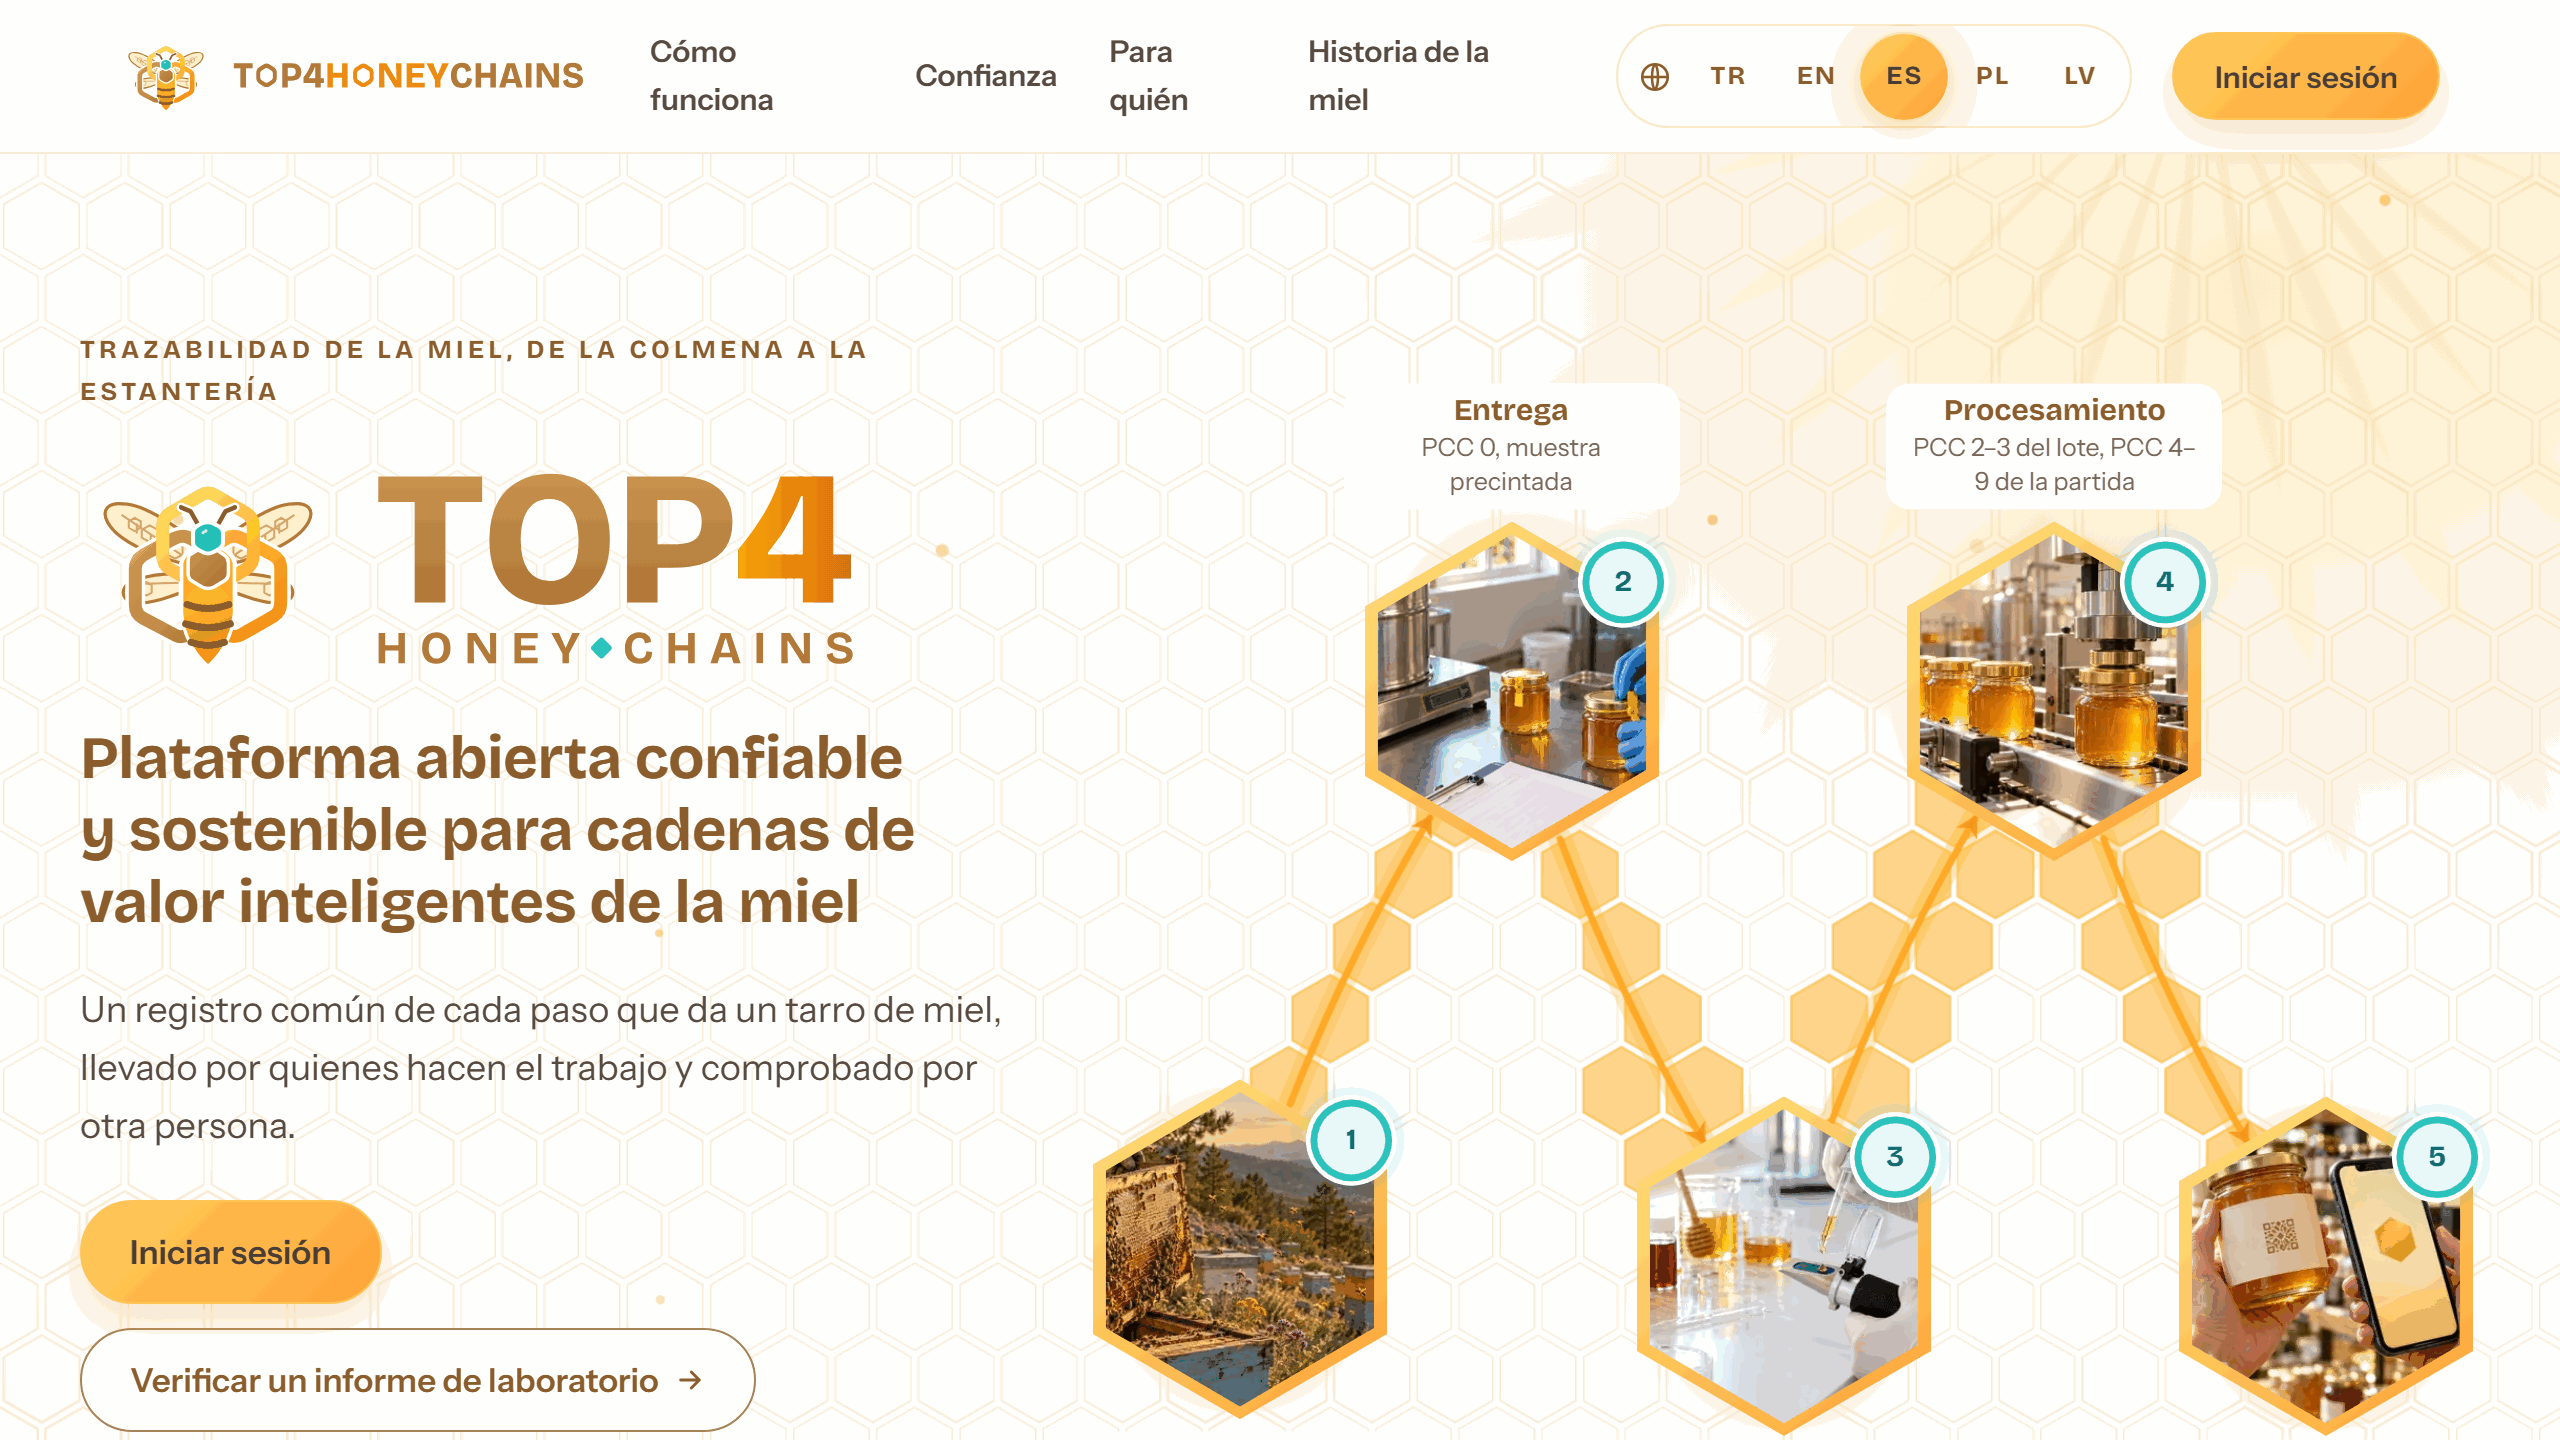 TOP4HONEYCHAINS
Cómo
funciona
Confianza
Para
quién
Historia de la
miel
TR EN ES PL LV
Iniciar sesión
TRAZABILIDAD DE LA MIEL, DE LA COLMENA A LA
ESTANTERÍA
TOP4
HONEY CHAINS
Plataforma abierta confiable
y sostenible para cadenas de
valor inteligentes de la miel
Un registro común de cada paso que da un tarro de miel,
llevado por quienes hacen el trabajo y comprobado por
otra persona.
Iniciar sesión
Verificar un informe de laboratorio →
Entrega
PCC 0, muestra
precintada
2
Procesamiento
PCC 2–3 del lote, PCC 4–
9 de la partida
4
1
3
5